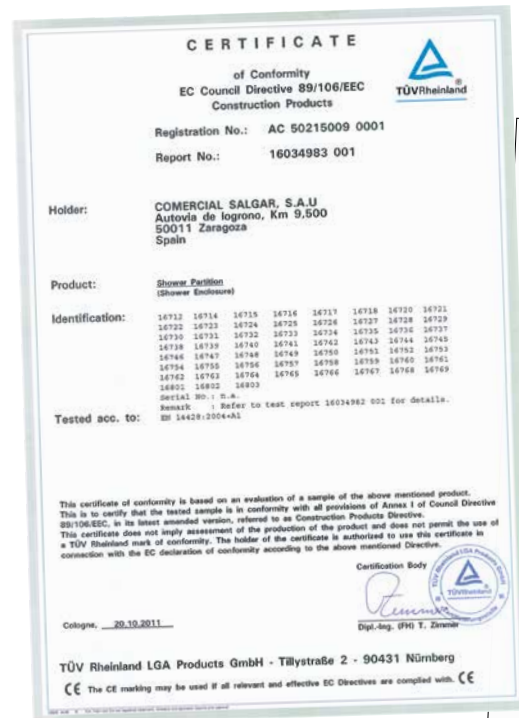 CERTIFICATE
of Conformity
EC Council Directive 89/106/EEC
Construction Products
TÜVRheinland
®
Registration No.: AC 50215009 0001
Report No.: 16034983 001
Holder: COMERCIAL SALGAR, S.A.U
Autovia de logrono, Km 9,500
50011 Zaragoza
Spain
Product: Shower Partition
(Shower Enclosure)
Identification: 16712 16714 16715 16716 16717 16718 16720 16721
16722 16723 16724 16725 16726 16727 16728 16729
16730 16731 16732 16733 16734 16735 16736 16737
16738 16739 16740 16741 16742 16743 16744 16745
16746 16747 16748 16749 16750 16751 16752 16753
16754 16755 16756 16757 16758 16759 16760 16761
16762 16763 16764 16765 16766 16767 16768 16769
16801 16802 16803
Serial No.: n.a.
Remark : Refer to test report 16034982 001 for details.
Tested acc. to: EN 14428:2004+A1
This certificate of conformity is based on an evaluation of a sample of the above mentioned product.
This is to certify that the tested sample is in conformity with all provisions of Annex I of Council Directive
89/106/EEC, in its latest amended version, referred to as Construction Products Directive.
This certificate does not imply assessment of the production of the product and does not permit the use of
a TÜV Rheinland mark of conformity. The holder of the certificate is authorized to use this certificate in
connection with the EC declaration of conformity according to the above mentioned Directive.
Certification Body
TÜVRheinland
Cologne, 20.10.2011
Dipl.-Ing. (FH) T. Zimmer
TÜV Rheinland LGA Products GmbH - Tillystraße 2 - 90431 Nürnberg
CE The CE marking may be used if all relevant and effective EC Directives are complied with. CE